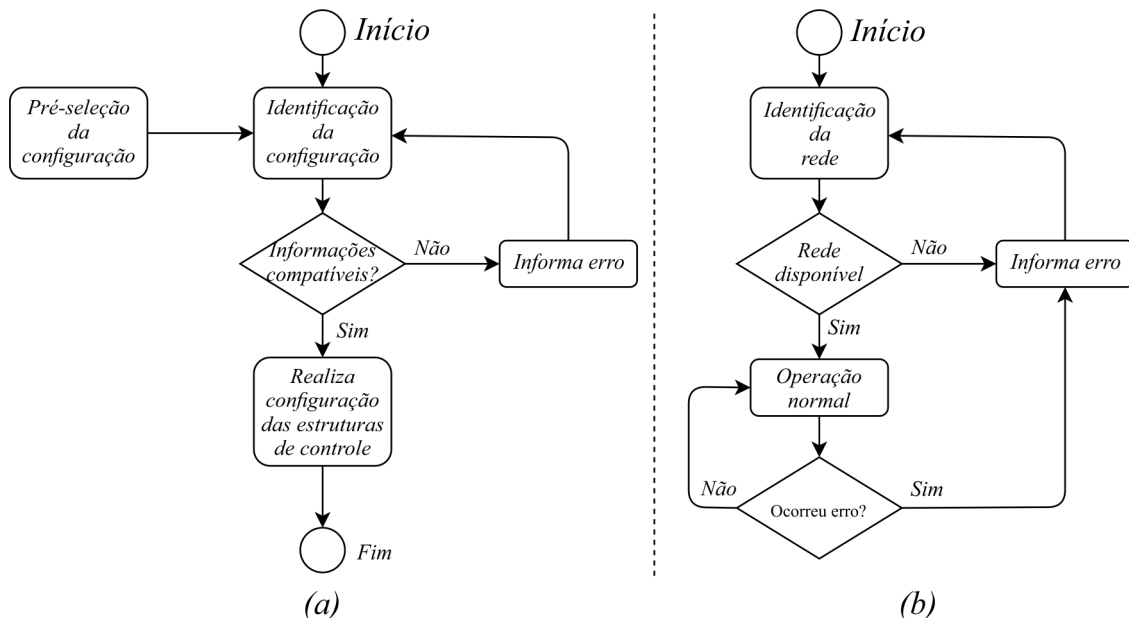 Início
Pré-seleção
da
configuração
Identificação
da
configuração
Informações
compatíveis?
Não
Informa erro
Sim
Realiza
configuração
das estruturas
de controle
Fim
(a)
Início
Identificação
da
rede
Rede
disponível
Não
Informa erro
Sim
Operação
normal
Não
Ocorreu erro?
Sim
(b)